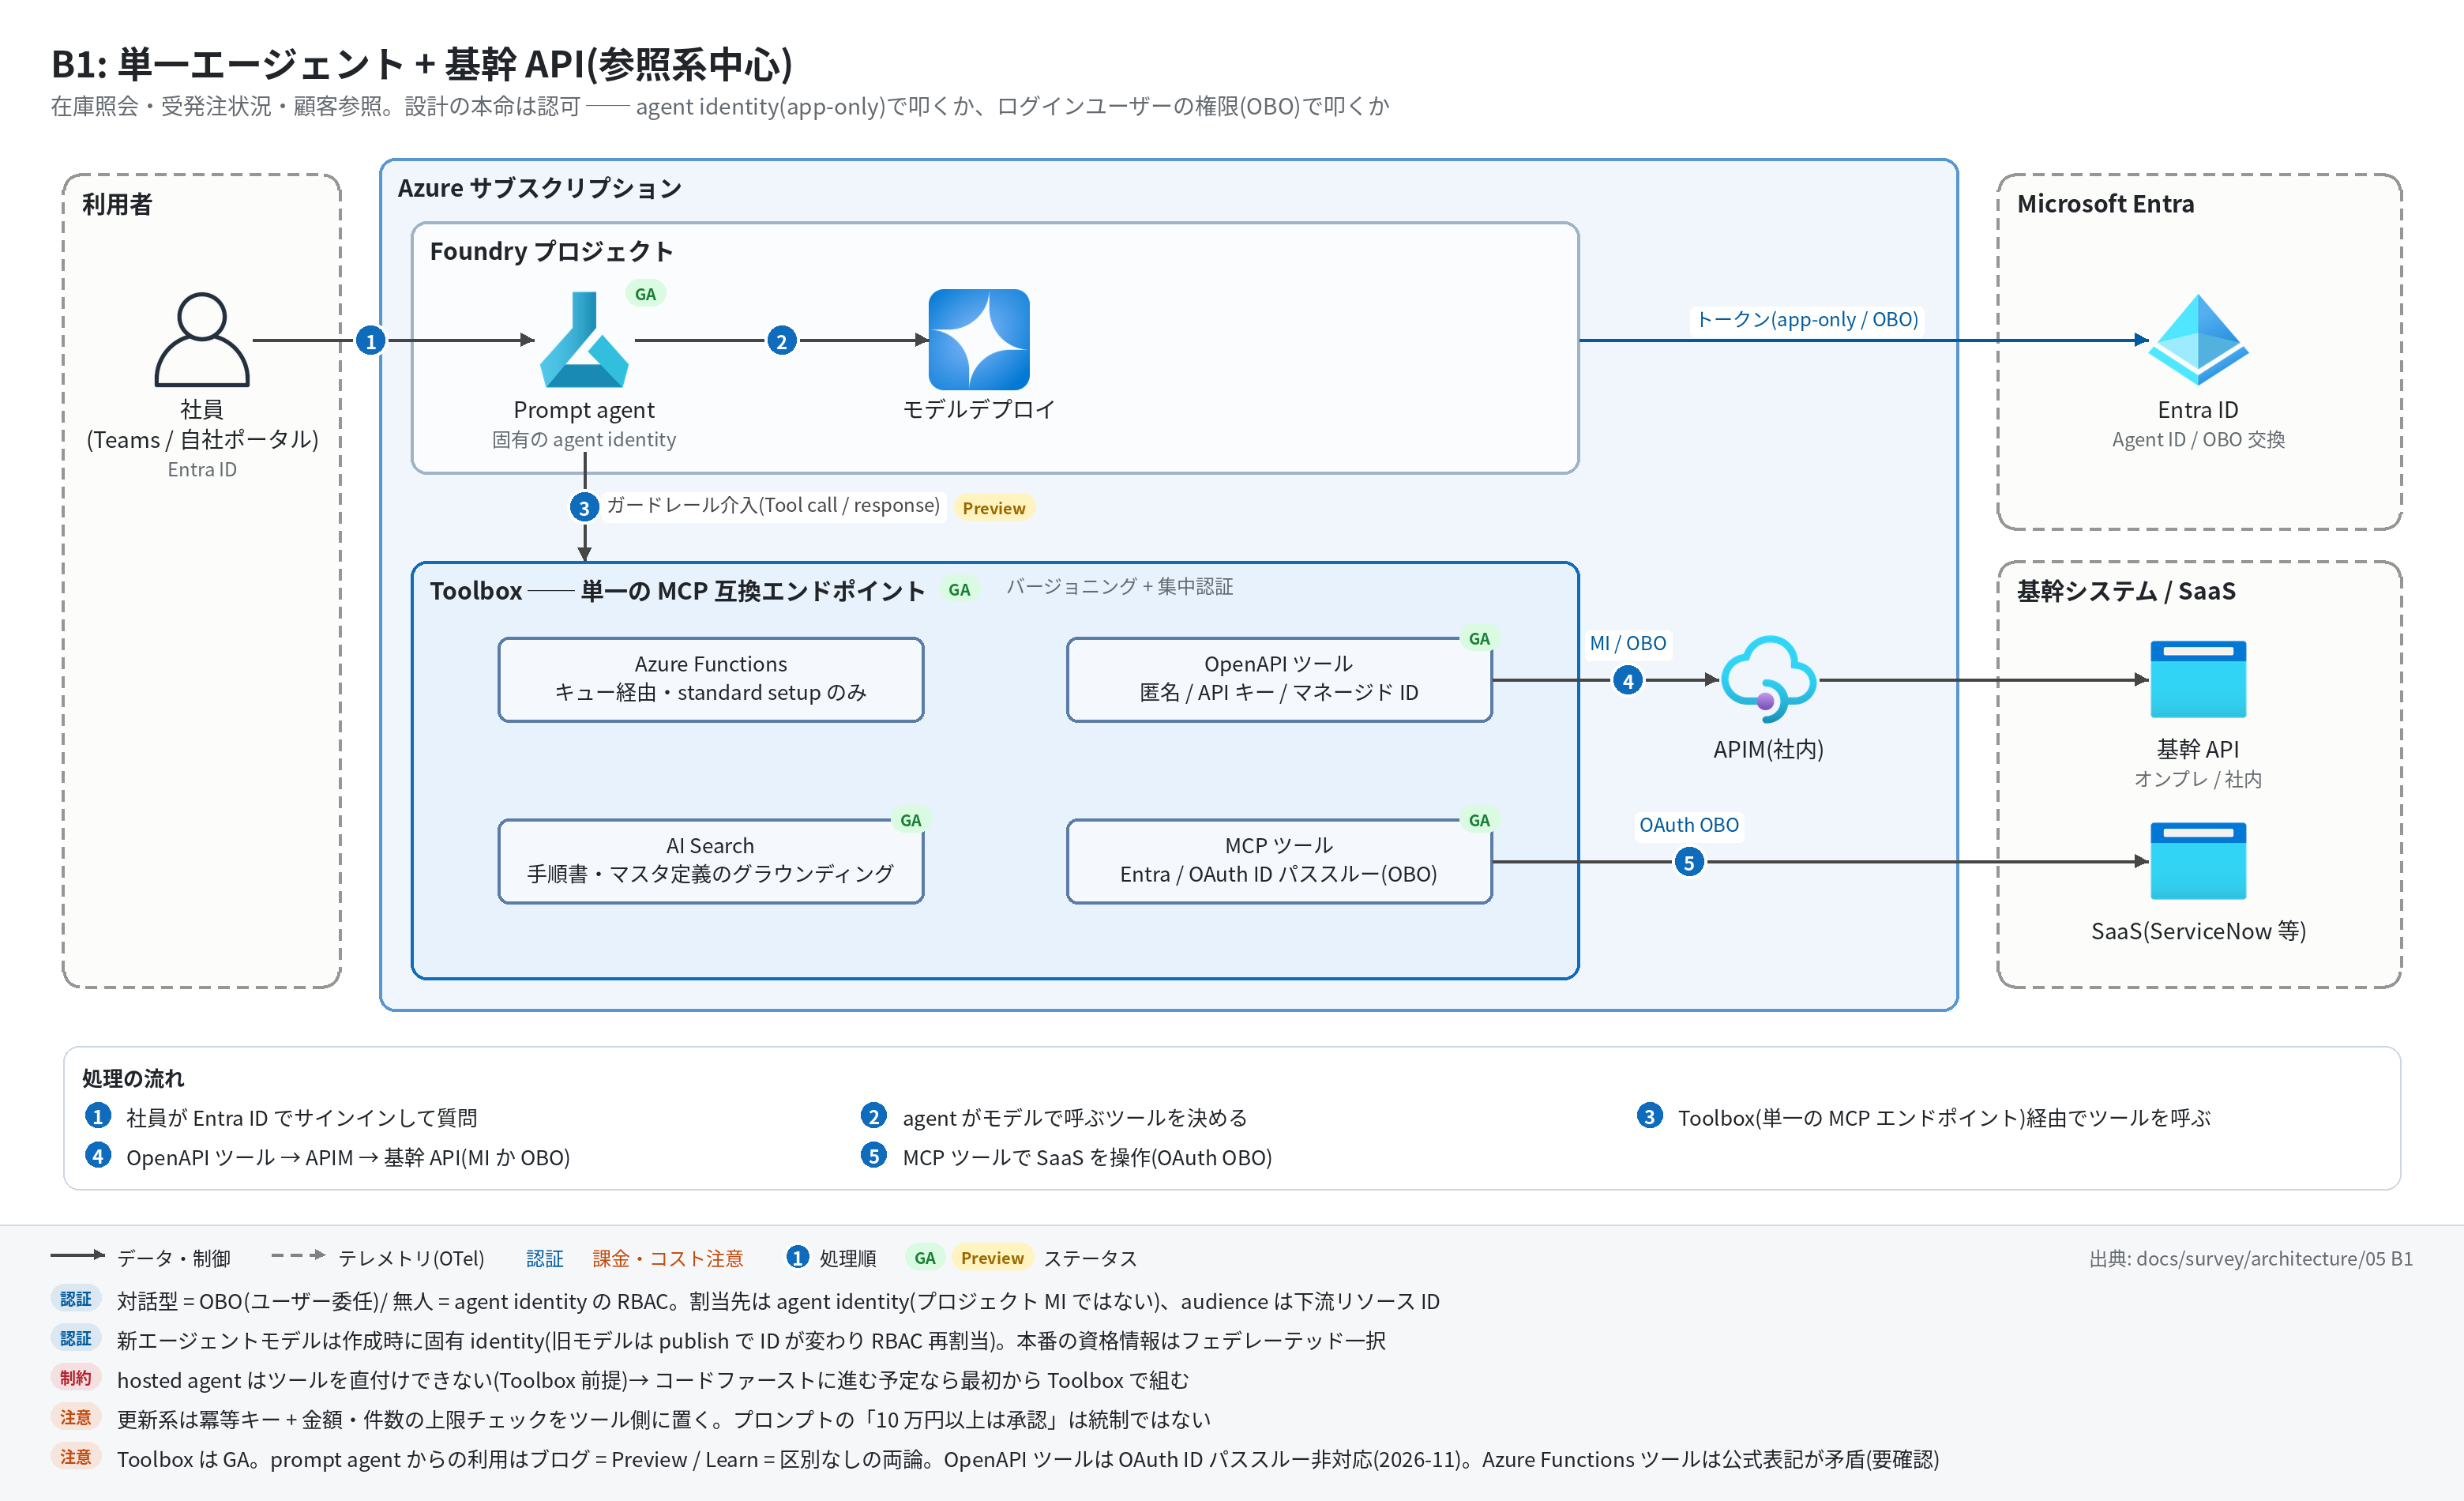 B1: 単一エージェント + 基幹 API(参照系中心)
在庫照会・受発注状況・顧客参照。設計の本命は認可 ── agent identity(app-only)で叩くか、ログインユーザーの権限(OBO)で叩くか
利用者
社員
(Teams / 自社ポータル)
Entra ID
Azure サブスクリプション
Foundry プロジェクト
GA
1
2
Prompt agent
固有の agent identity
モデルデプロイ
トークン(app-only / OBO)
Microsoft Entra
Entra ID
Agent ID / OBO 交換
3
ガードレール介入(Tool call / response)
Preview
Toolbox ── 単一の MCP 互換エンドポイント
GA
バージョニング + 集中認証
Azure Functions
キュー経由・standard setup のみ
GA
OpenAPI ツール
匿名 / API キー / マネージド ID
GA
AI Search
手順書・マスタ定義のグラウンディング
GA
MCP ツール
Entra / OAuth ID パススルー(OBO)
MI / OBO
4
APIM(社内)
OAuth OBO
5
基幹システム / SaaS
基幹 API
オンプレ / 社内
SaaS(ServiceNow 等)
処理の流れ
1 社員が Entra ID でサインインして質問
2 agent がモデルで呼ぶツールを決める
3 Toolbox(単一の MCP エンドポイント)経由でツールを呼ぶ
4 OpenAPI ツール → APIM → 基幹 API(MI か OBO)
5 MCP ツールで SaaS を操作(OAuth OBO)
データ・制御 テレメトリ(OTel) 認証 課金・コスト注意 1 処理順 GA Preview ステータス
出典: docs/survey/architecture/05 B1
認証 対話型 = OBO(ユーザー委任)/ 無人 = agent identity の RBAC。割当先は agent identity(プロジェクト MI ではない)、audience は下流リソース ID
認証 新エージェントモデルは作成時に固有 identity(旧モデルは publish で ID が変わり RBAC 再割当)。本番の資格情報はフェデレーテッド一択
制約 hosted agent はツールを直付けできない(Toolbox 前提)→ コードファーストに進む予定なら最初から Toolbox で組む
注意 更新系は冪等キー + 金額・件数の上限チェックをツール側に置く。プロンプトの「10 万円以上は承認」は統制ではない
注意 Toolbox は GA。prompt agent からの利用はブログ = Preview / Learn = 区別なしの両論。OpenAPI ツールは OAuth ID パススルー非対応(2026-11)。Azure Functions ツールは公式表記が矛盾(要確認)